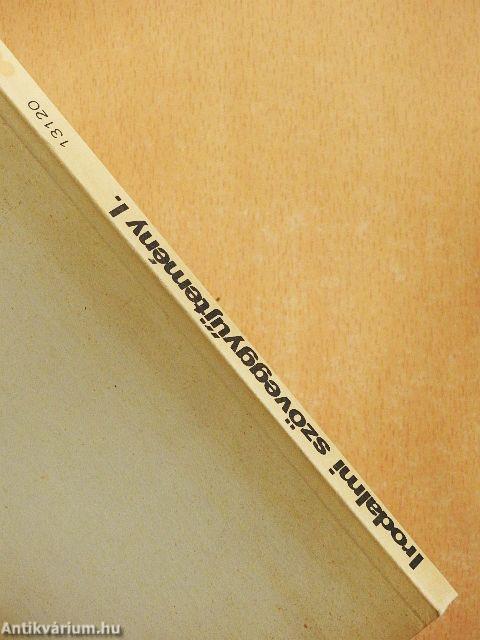 Irodalmi szöveggyűjtemény I.
13120
Antikvárium.hu